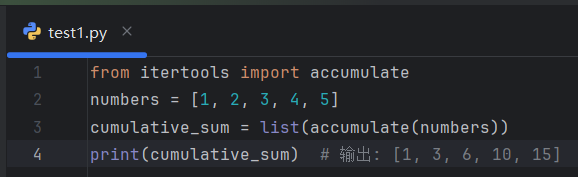 test1.py
1 from itertools import accumulate
2 numbers = [1, 2, 3, 4, 5]
3 cumulative_sum = list(accumulate(numbers))
4 print(cumulative_sum)  # 输出: [1, 3, 6, 10, 15]